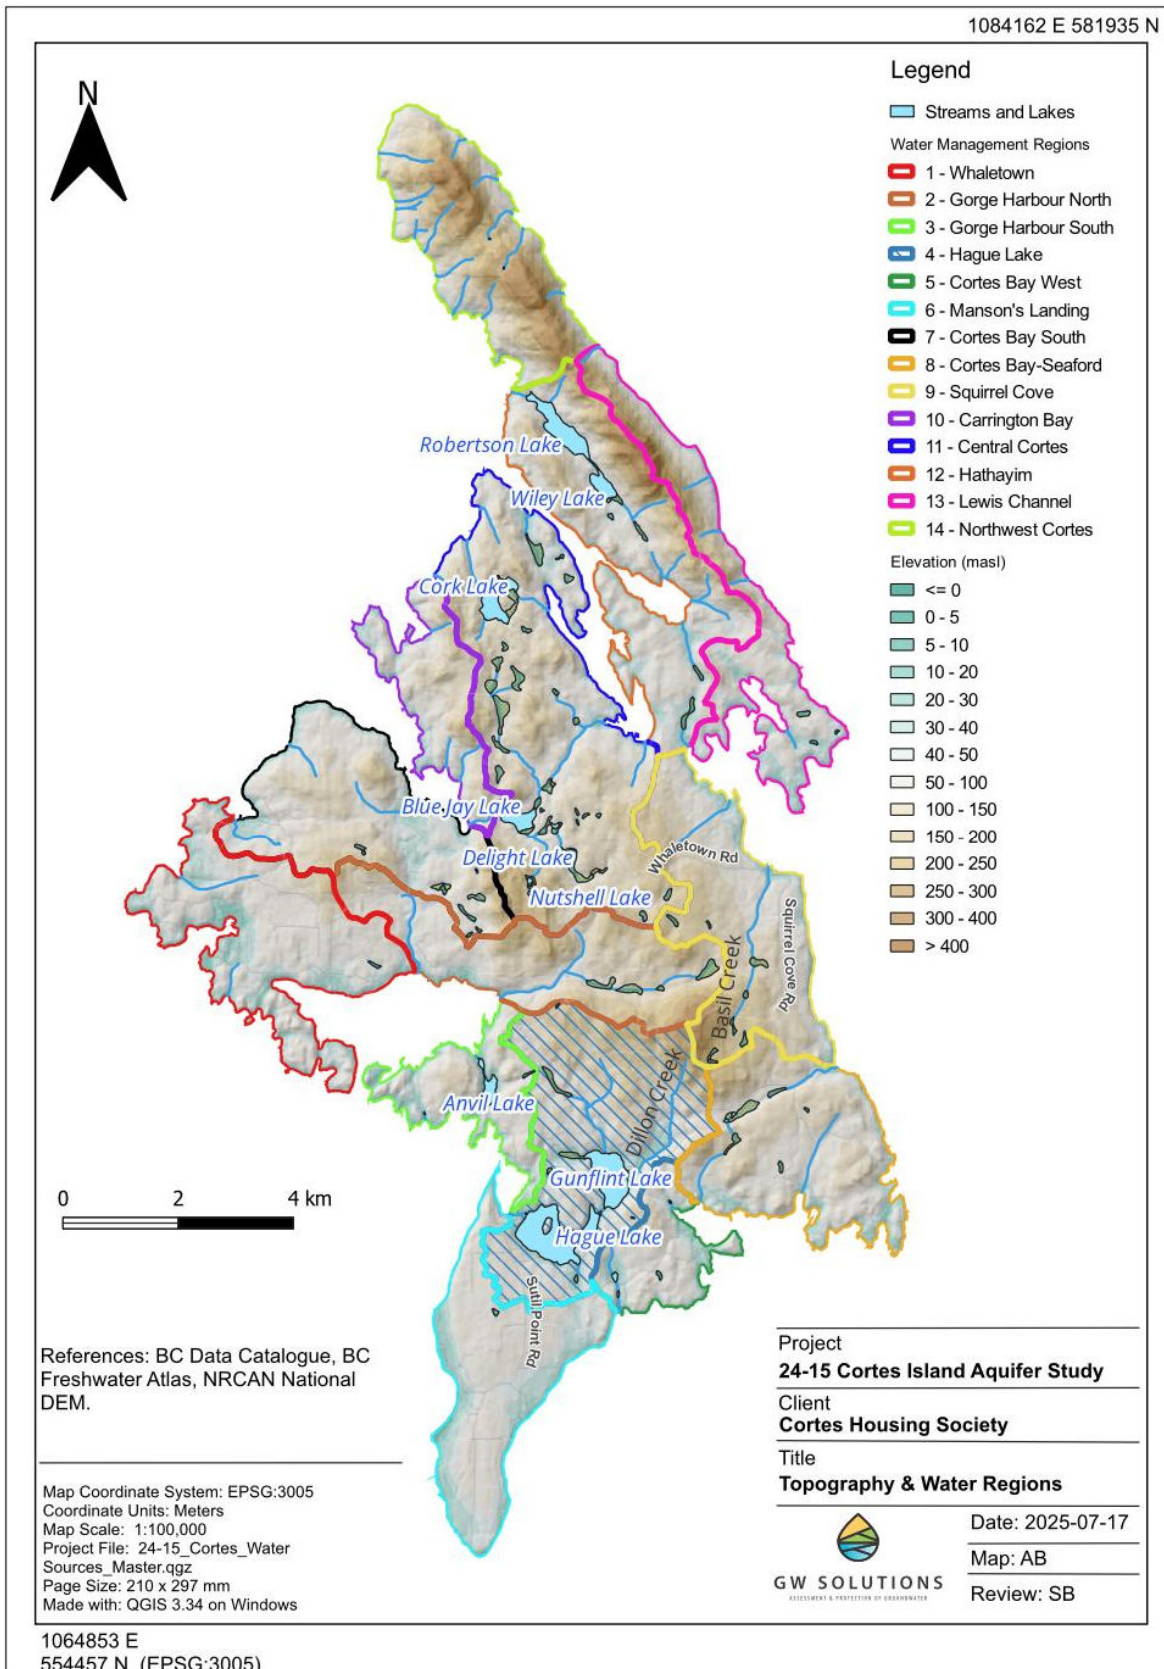 1084162 E 581935 N
N
Legend
Streams and Lakes
Water Management Regions
1 - Whaletown
2 - Gorge Harbour North
3 - Gorge Harbour South
4 - Hague Lake
5 - Cortes Bay West
6 - Manson's Landing
7 - Cortes Bay South
8 - Cortes Bay-Seaford
9 - Squirrel Cove
10 - Carrington Bay
11 - Central Cortes
12 - Hathayim
13 - Lewis Channel
14 - Northwest Cortes
Elevation (masl)
<= 0
0 - 5
5 - 10
10 - 20
20 - 30
30 - 40
40 - 50
50 - 100
100 - 150
150 - 200
200 - 250
250 - 300
300 - 400
> 400
Robertson Lake
Wiley Lake
Cork Lake
Blue Jay Lake
Delight Lake
Whaletown Rd
Nutshell Lake
Squirrel Cove Rd
Basil Creek
Dillon Creek
Anvil Lake
Gunflint Lake
Hague Lake
Sutil Point Rd
0 2 4 km
References: BC Data Catalogue, BC
Freshwater Atlas, NRCAN National
DEM.
Map Coordinate System: EPSG:3005
Coordinate Units: Meters
Map Scale: 1:100,000
Project File: 24-15_Cortes_Water
Sources_Master.qgz
Page Size: 210 x 297 mm
Made with: QGIS 3.34 on Windows
Project
24-15 Cortes Island Aquifer Study
Client
Cortes Housing Society
Title
Topography & Water Regions
GW SOLUTIONS
ASSESSMENT & PROTECTION OF GROUNDWATER
Date: 2025-07-17
Map: AB
Review: SB
1064853 E
554457 N (EPSG:3005)